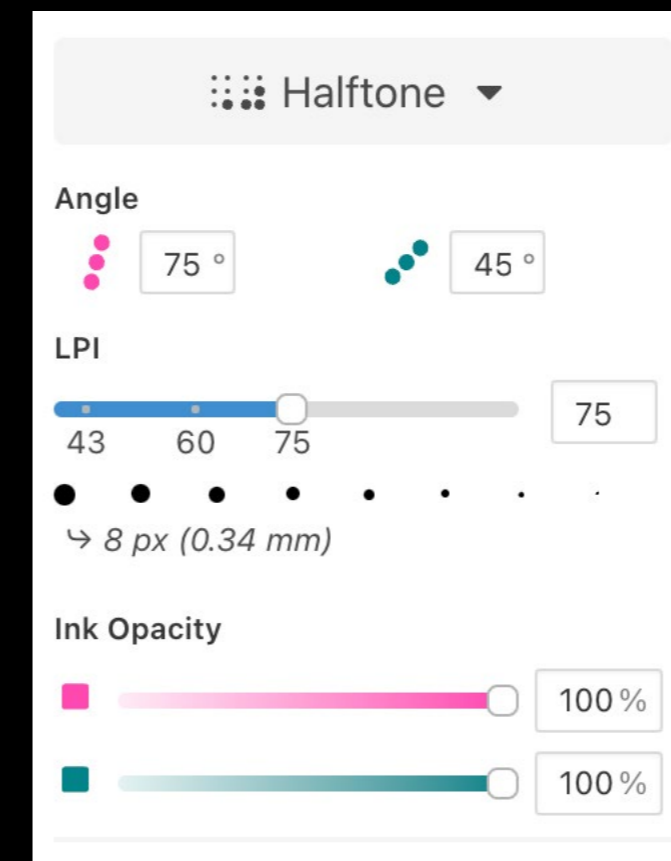 Halftone
Angle
75 °
45 °
LPI
75
43 60 75
↳ 8 px (0.34 mm)
Ink Opacity
100 %
100 %